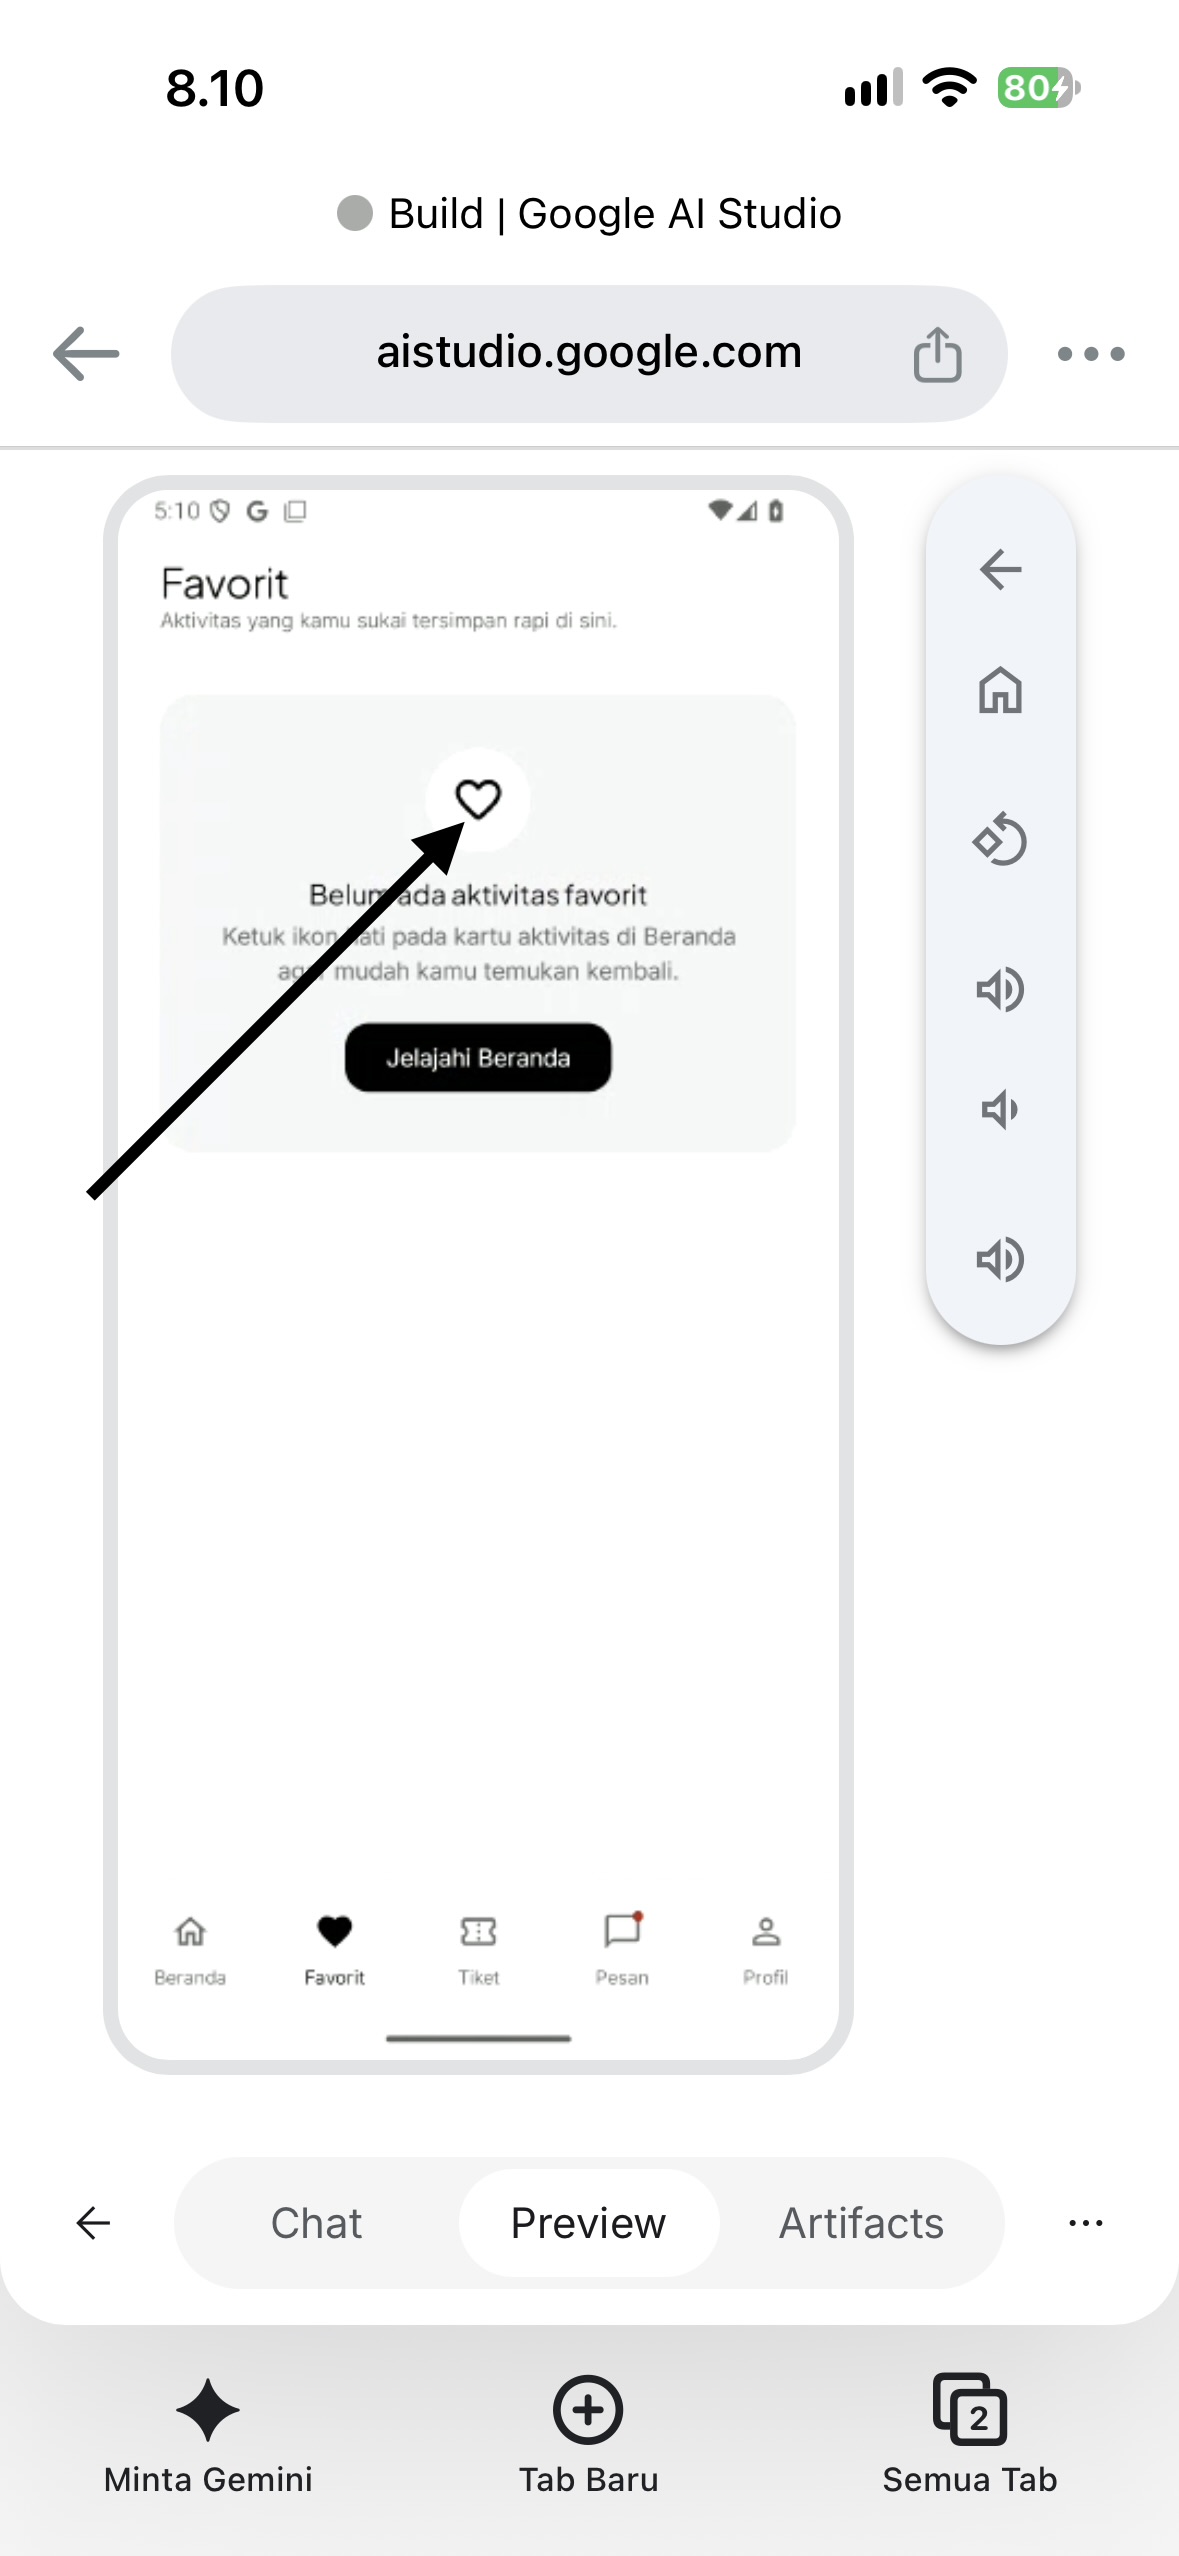 8.10
80
Build | Google AI Studio
aistudio.google.com
5:10
Favorit
Aktivitas yang kamu sukai tersimpan rapi di sini.
Belum ada aktivitas favorit
Ketuk ikon hati pada kartu aktivitas di Beranda
agar mudah kamu temukan kembali.
Jelajahi Beranda
Beranda
Favorit
Tiket
Pesan
Profil
Chat
Preview
Artifacts
Minta Gemini
Tab Baru
2
Semua Tab